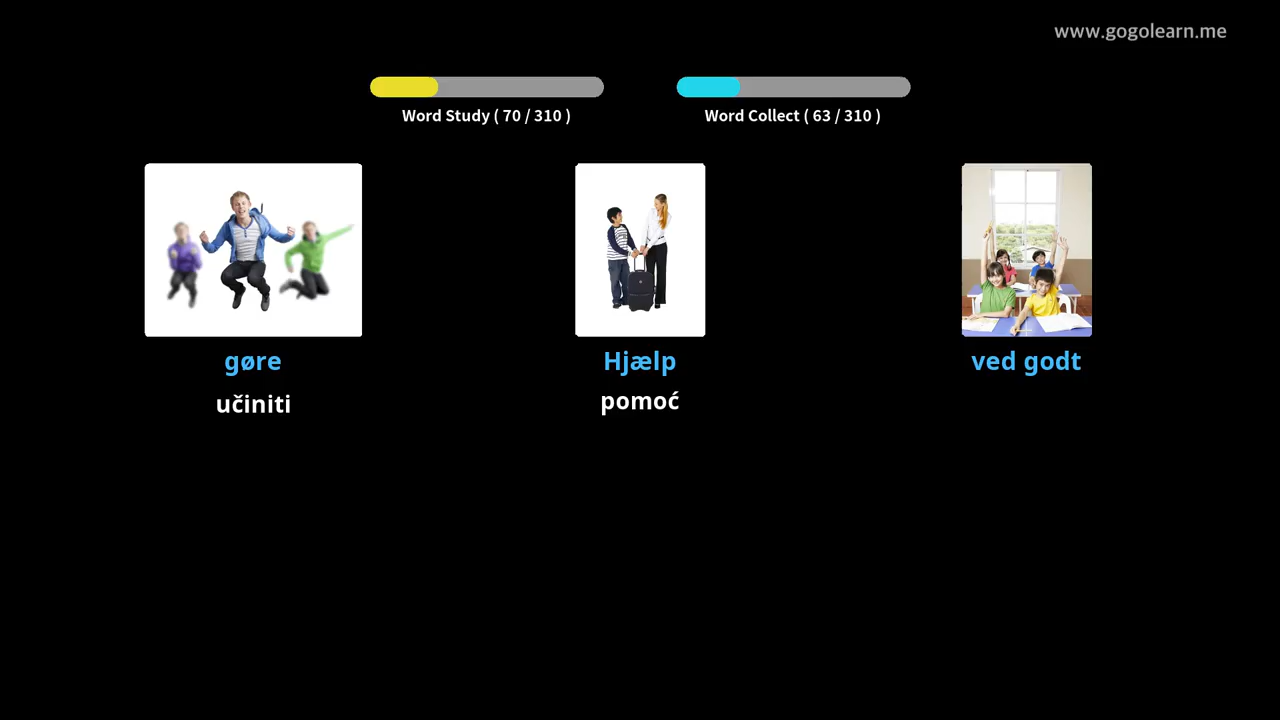 www.gogolearn.me
Word Study ( 70 / 310 )
Word Collect ( 63 / 310 )
gøre
Hjælp
ved godt
učiniti
pomoć